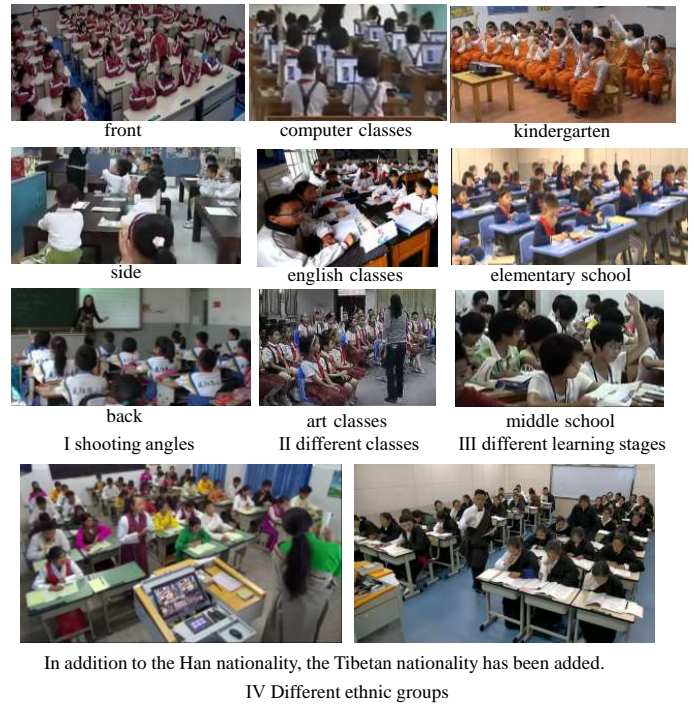 front
computer classes
kindergarten
side
english classes
elementary school
back
art classes
middle school
I shooting angles
II different classes
III different learning stages
In addition to the Han nationality, the Tibetan nationality has been added.
IV Different ethnic groups